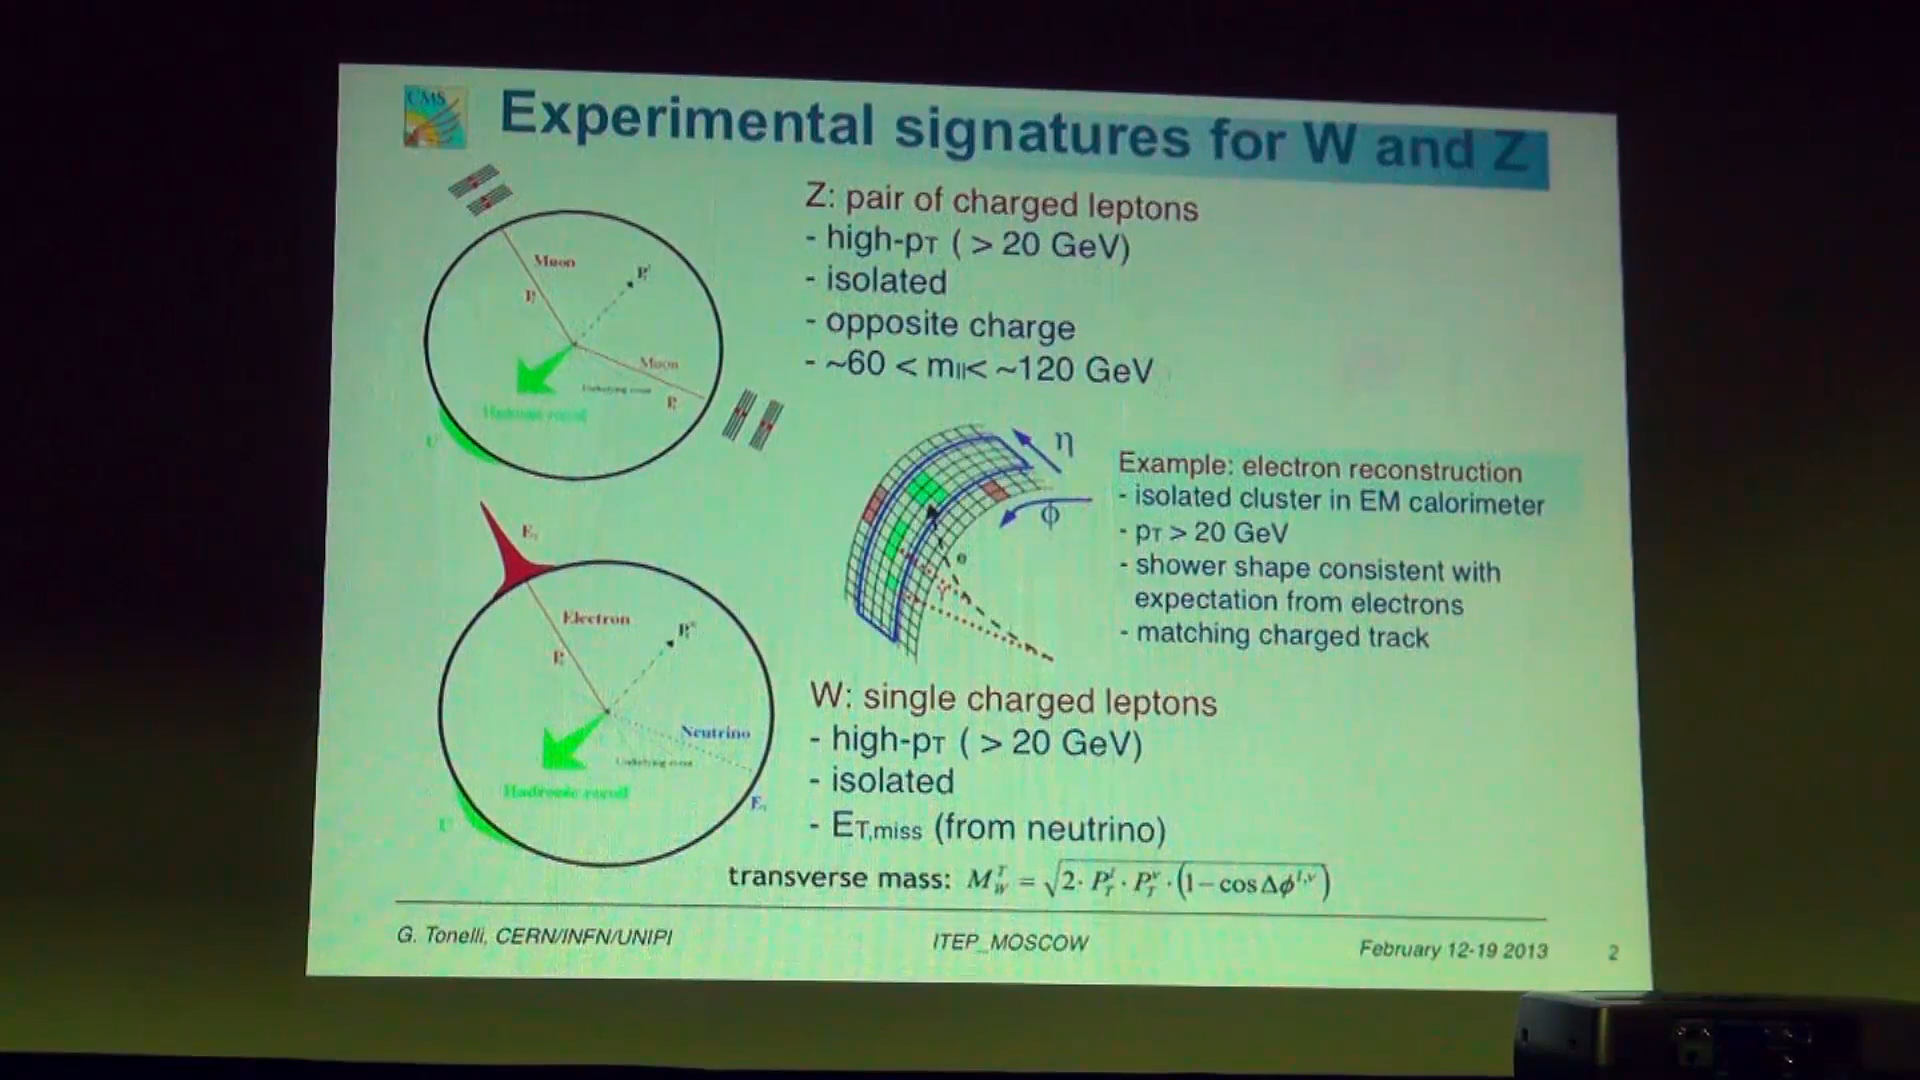 CMS
Experimental signatures for W and Z
Z: pair of charged leptons
- high-pT ( > 20 GeV)
- isolated
- opposite charge
- ~60 < mll< ~120 GeV
Muon
Muon
Underlying event
Hadronic recoil
U
η
ϕ
e
Example: electron reconstruction
- isolated cluster in EM calorimeter
- pT > 20 GeV
- shower shape consistent with
expectation from electrons
- matching charged track
Electron
Neutrino
Underlying event
Hadronic recoil
U
W: single charged leptons
- high-pT ( > 20 GeV)
- isolated
- ET,miss (from neutrino)
transverse mass: M_W^T = √2· P_T^l · P_T^ν · (1 − cos Δϕ^l,ν)
G. Tonelli, CERN/INFN/UNIPI
ITEP_MOSCOW
February 12-19 2013
2